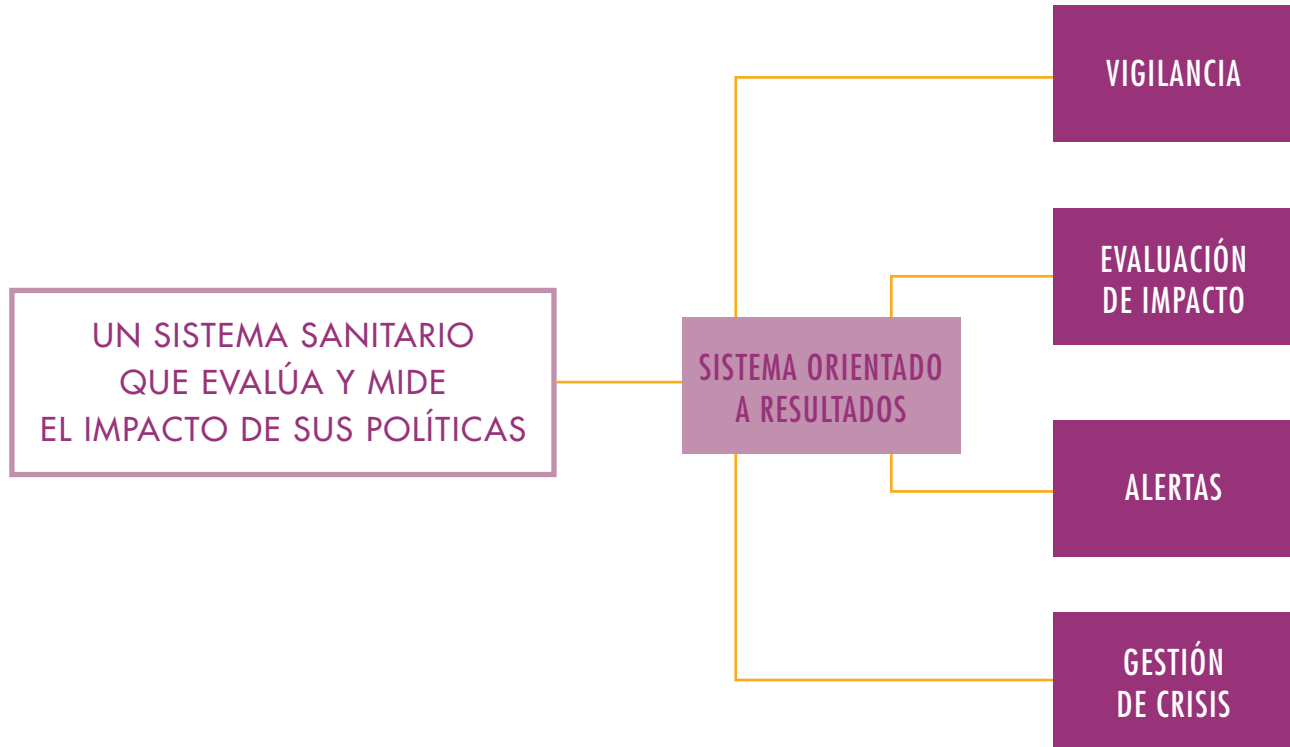 UN SISTEMA SANITARIO
QUE EVALÚA Y MIDE
EL IMPACTO DE SUS POLÍTICAS
SISTEMA ORIENTADO
A RESULTADOS
VIGILANCIA
EVALUACIÓN
DE IMPACTO
ALERTAS
GESTIÓN
DE CRISIS